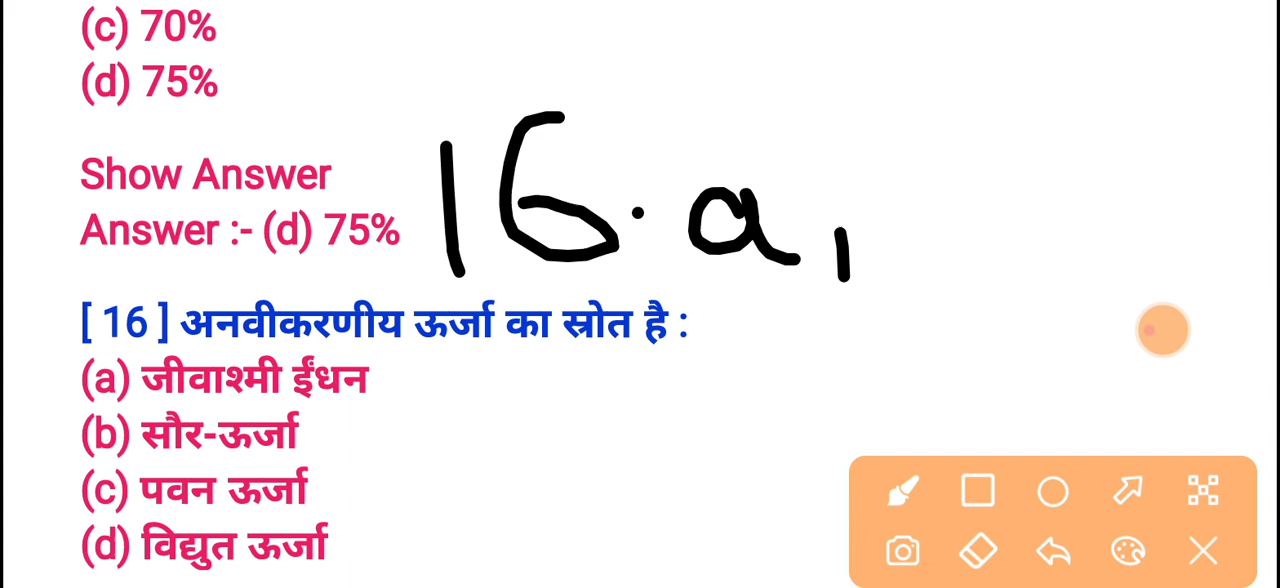 (c) 70%
(d) 75%
Show Answer
Answer :- (d) 75%
16. a,
[ 16 ] अनवीकरणीय ऊर्जा का स्रोत है :
(a) जीवाश्मी ईंधन
(b) सौर-ऊर्जा
(c) पवन ऊर्जा
(d) विद्युत ऊर्जा